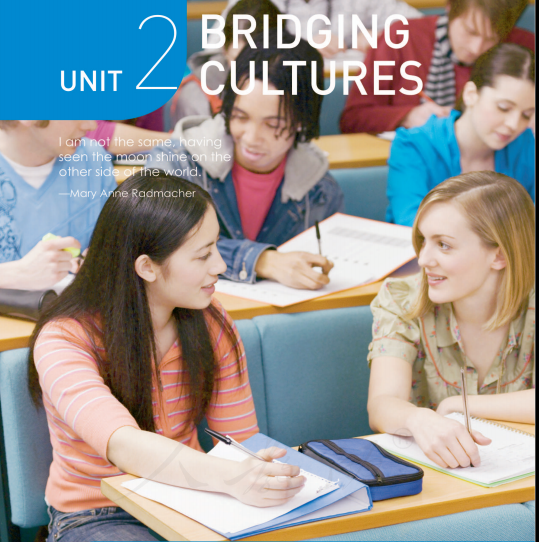 UNIT 2
BRIDGING
CULTURES
I am not the same, having
seen the moon shine on the
other side of the world.
—Mary Anne Radmacher